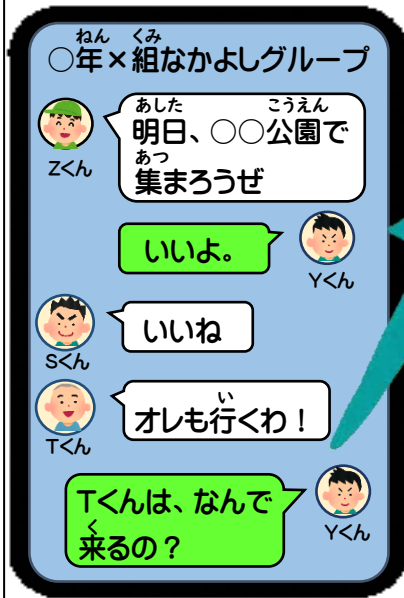 ○年×組なかよしグループ
ねん くみ
Zくん
明日、○○公園で
あした こうえん
集まろうぜ
あつ
いいよ。
Yくん
いいね
Sくん
オレも行くわ！
い
Tくん
Tくんは、なんで
来るの？
く
Yくん